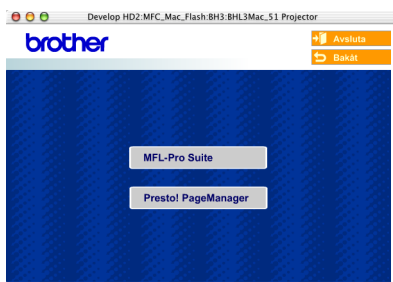 Develop HD2:MFC_Mac_Flash:BH3:BHL3Mac_51 Projector
brother
Avsluta
Bakåt
MFL-Pro Suite
Presto! PageManager